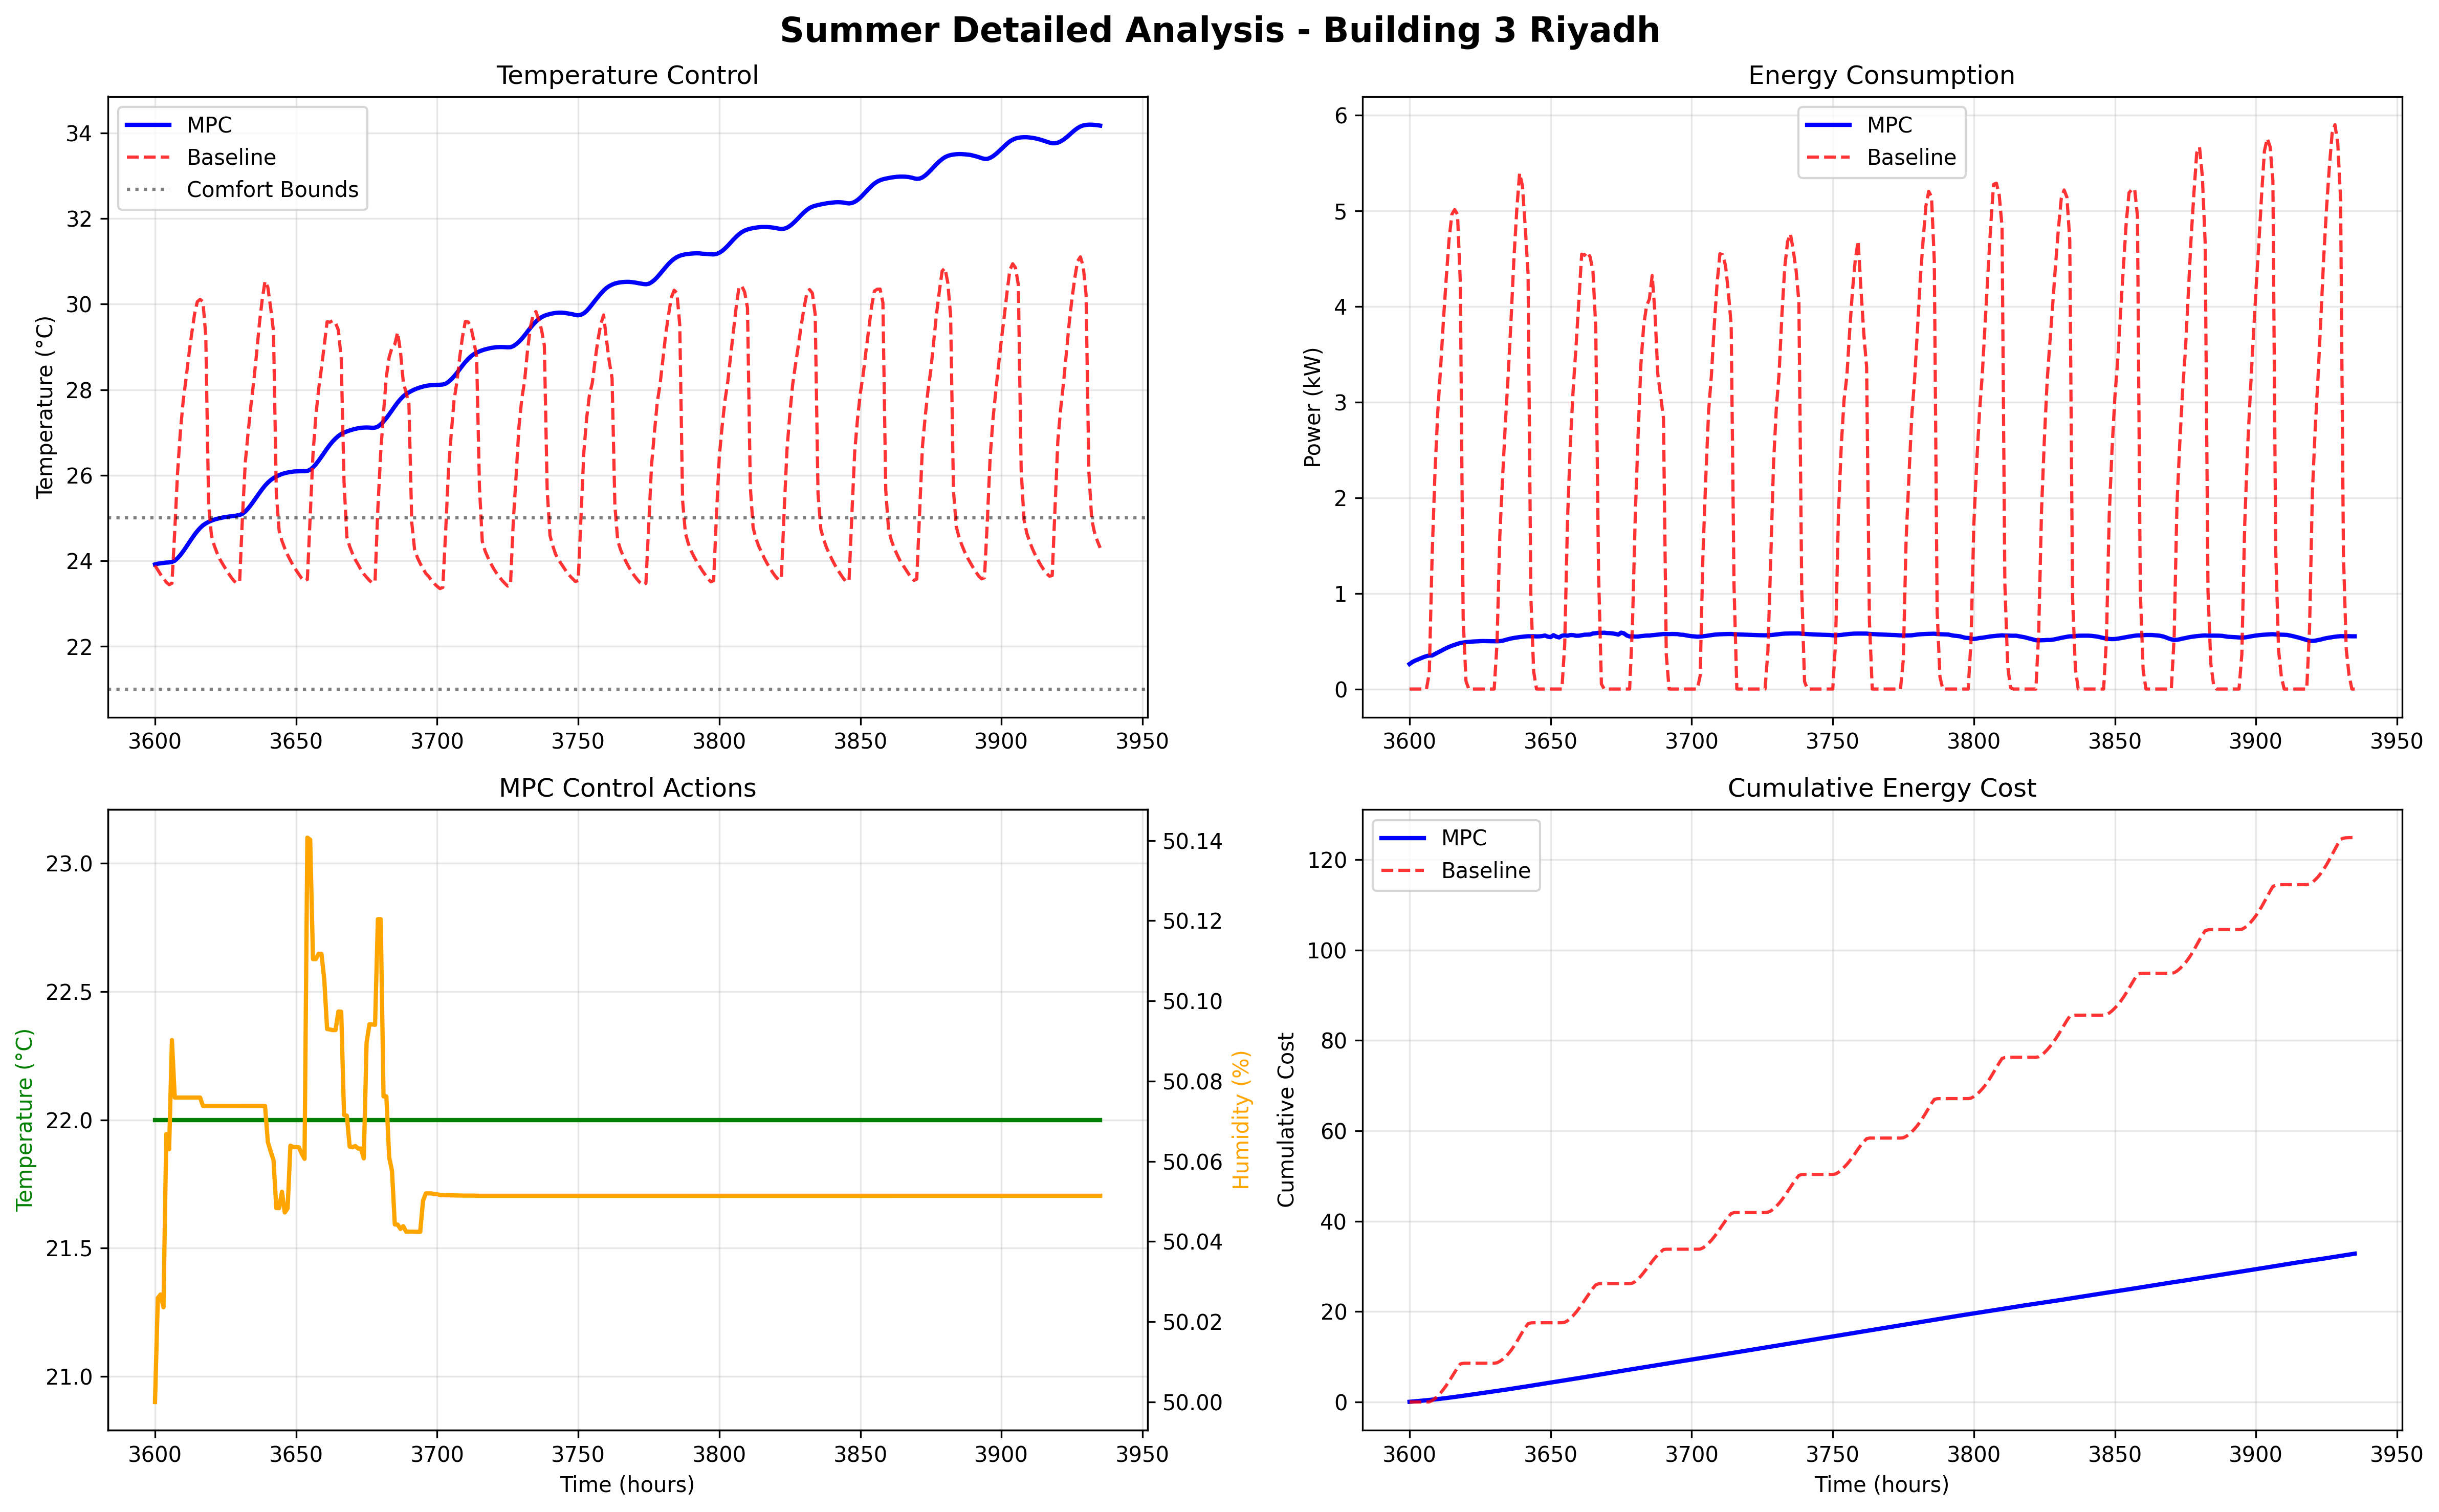 Summer Detailed Analysis - Building 3 Riyadh
Temperature Control
MPC
Baseline
Comfort Bounds
Temperature (°C)
34
32
30
28
26
24
22
3600 3650 3700 3750 3800 3850 3900 3950
Energy Consumption
MPC
Baseline
Power (kW)
6
5
4
3
2
1
0
3600 3650 3700 3750 3800 3850 3900 3950
MPC Control Actions
Temperature (°C)
23.0
22.5
22.0
21.5
21.0
50.14
50.12
50.10
50.08
50.06
50.04
50.02
50.00
Humidity (%)
3600 3650 3700 3750 3800 3850 3900 3950
Time (hours)
Cumulative Energy Cost
MPC
Baseline
Cumulative Cost
120
100
80
60
40
20
0
3600 3650 3700 3750 3800 3850 3900 3950
Time (hours)